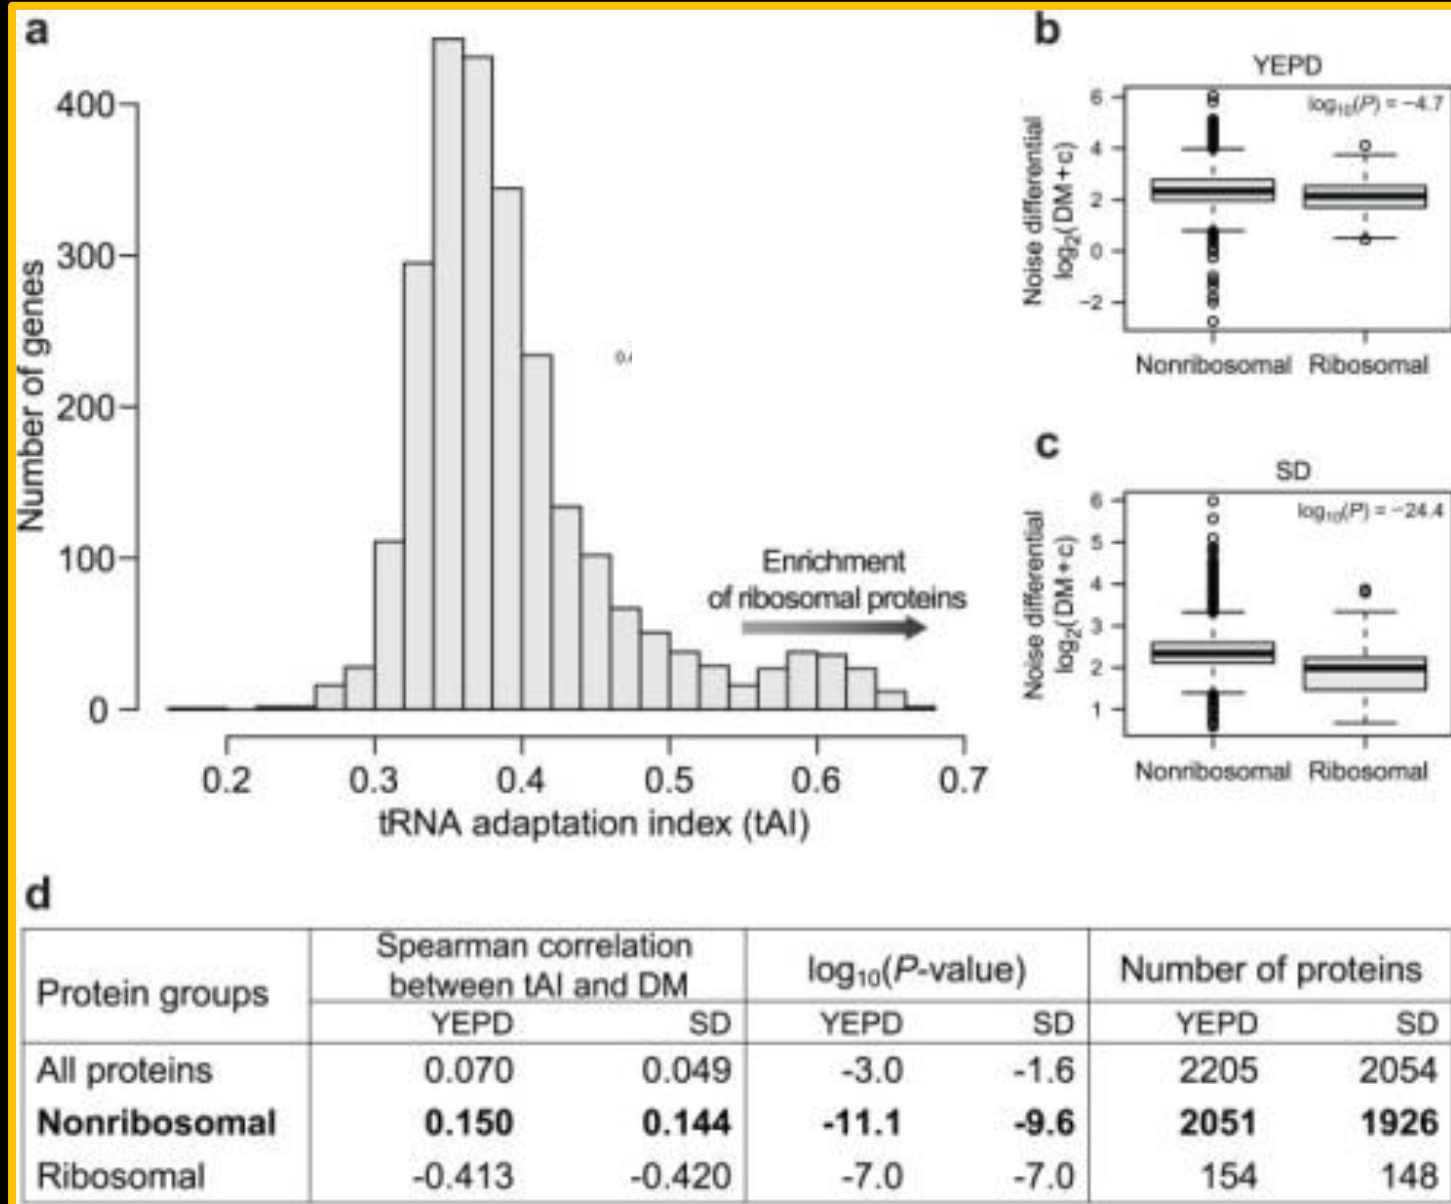 a
400
300
200
100
0
Number of genes
Enrichment
of ribosomal proteins
0.2 0.3 0.4 0.5 0.6 0.7
tRNA adaptation index (tAI)
b
YEPD
log10(P) = −4.7
Noise differential
log2(DM+c)
6
4
2
0
−2
Nonribosomal Ribosomal
c
SD
log10(P) = −24.4
Noise differential
log2(DM+c)
6
5
4
3
2
1
Nonribosomal Ribosomal
d
Protein groups
Spearman correlation
between tAI and DM
log10(P-value)
Number of proteins
YEPD SD YEPD SD YEPD SD
All proteins 0.070 0.049 -3.0 -1.6 2205 2054
Nonribosomal 0.150 0.144 -11.1 -9.6 2051 1926
Ribosomal -0.413 -0.420 -7.0 -7.0 154 148